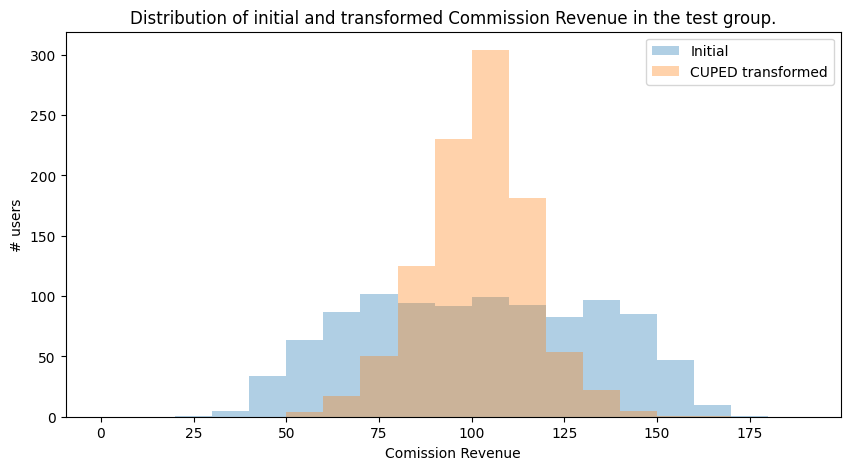 Distribution of initial and transformed Commission Revenue in the test group.
Initial
CUPED transformed
# users
300
250
200
150
100
50
0
0 25 50 75 100 125 150 175
Comission Revenue